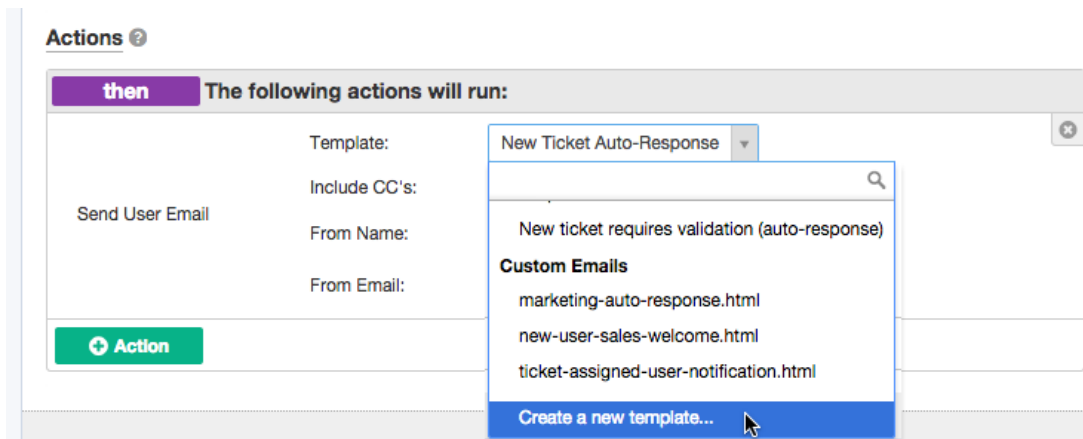 Actions
then The following actions will run:
Template: New Ticket Auto-Response
Include CC's:
Send User Email
New ticket requires validation (auto-response)
From Name:
Custom Emails
From Email:
marketing-auto-response.html
new-user-sales-welcome.html
Action
ticket-assigned-user-notification.html
Create a new template...